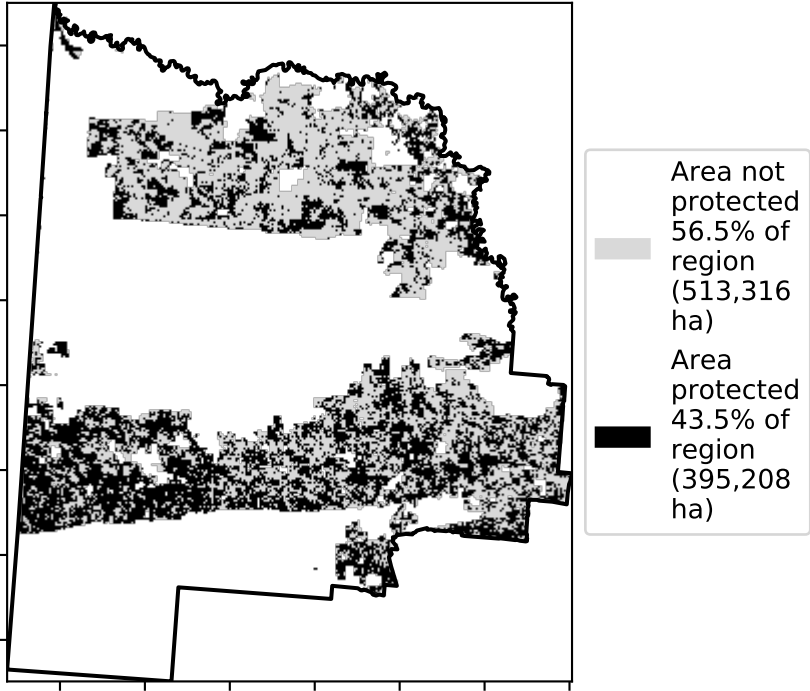 Area not
protected
56.5% of
region
(513,316
ha)
Area
protected
43.5% of
region
(395,208
ha)